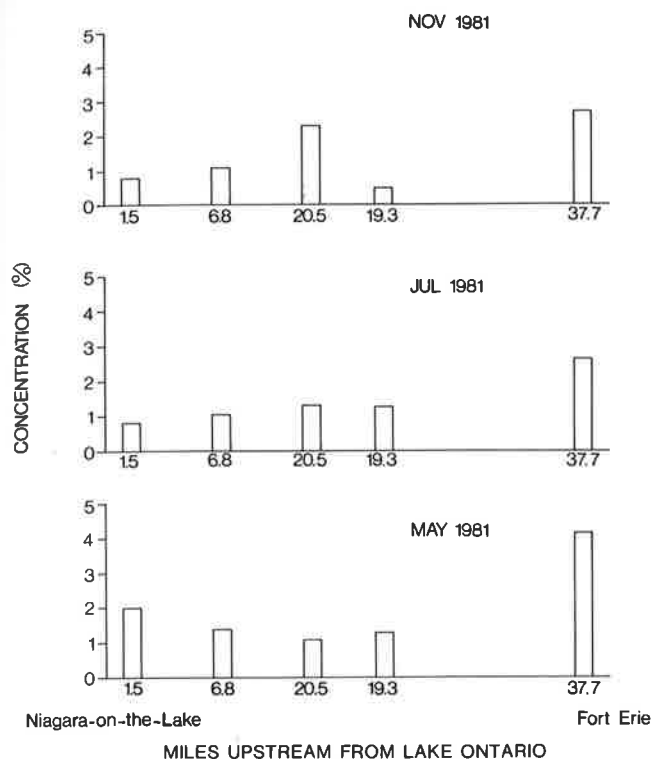 NOV 1981
5
4
3
2
1
0
1.5 6.8 20.5 19.3 37.7
JUL 1981
5
4
3
2
1
0
1.5 6.8 20.5 19.3 37.7
MAY 1981
5
4
3
2
1
0
1.5 6.8 20.5 19.3 37.7
CONCENTRATION (%)
Niagara-on-the-Lake Fort Erie
MILES UPSTREAM FROM LAKE ONTARIO